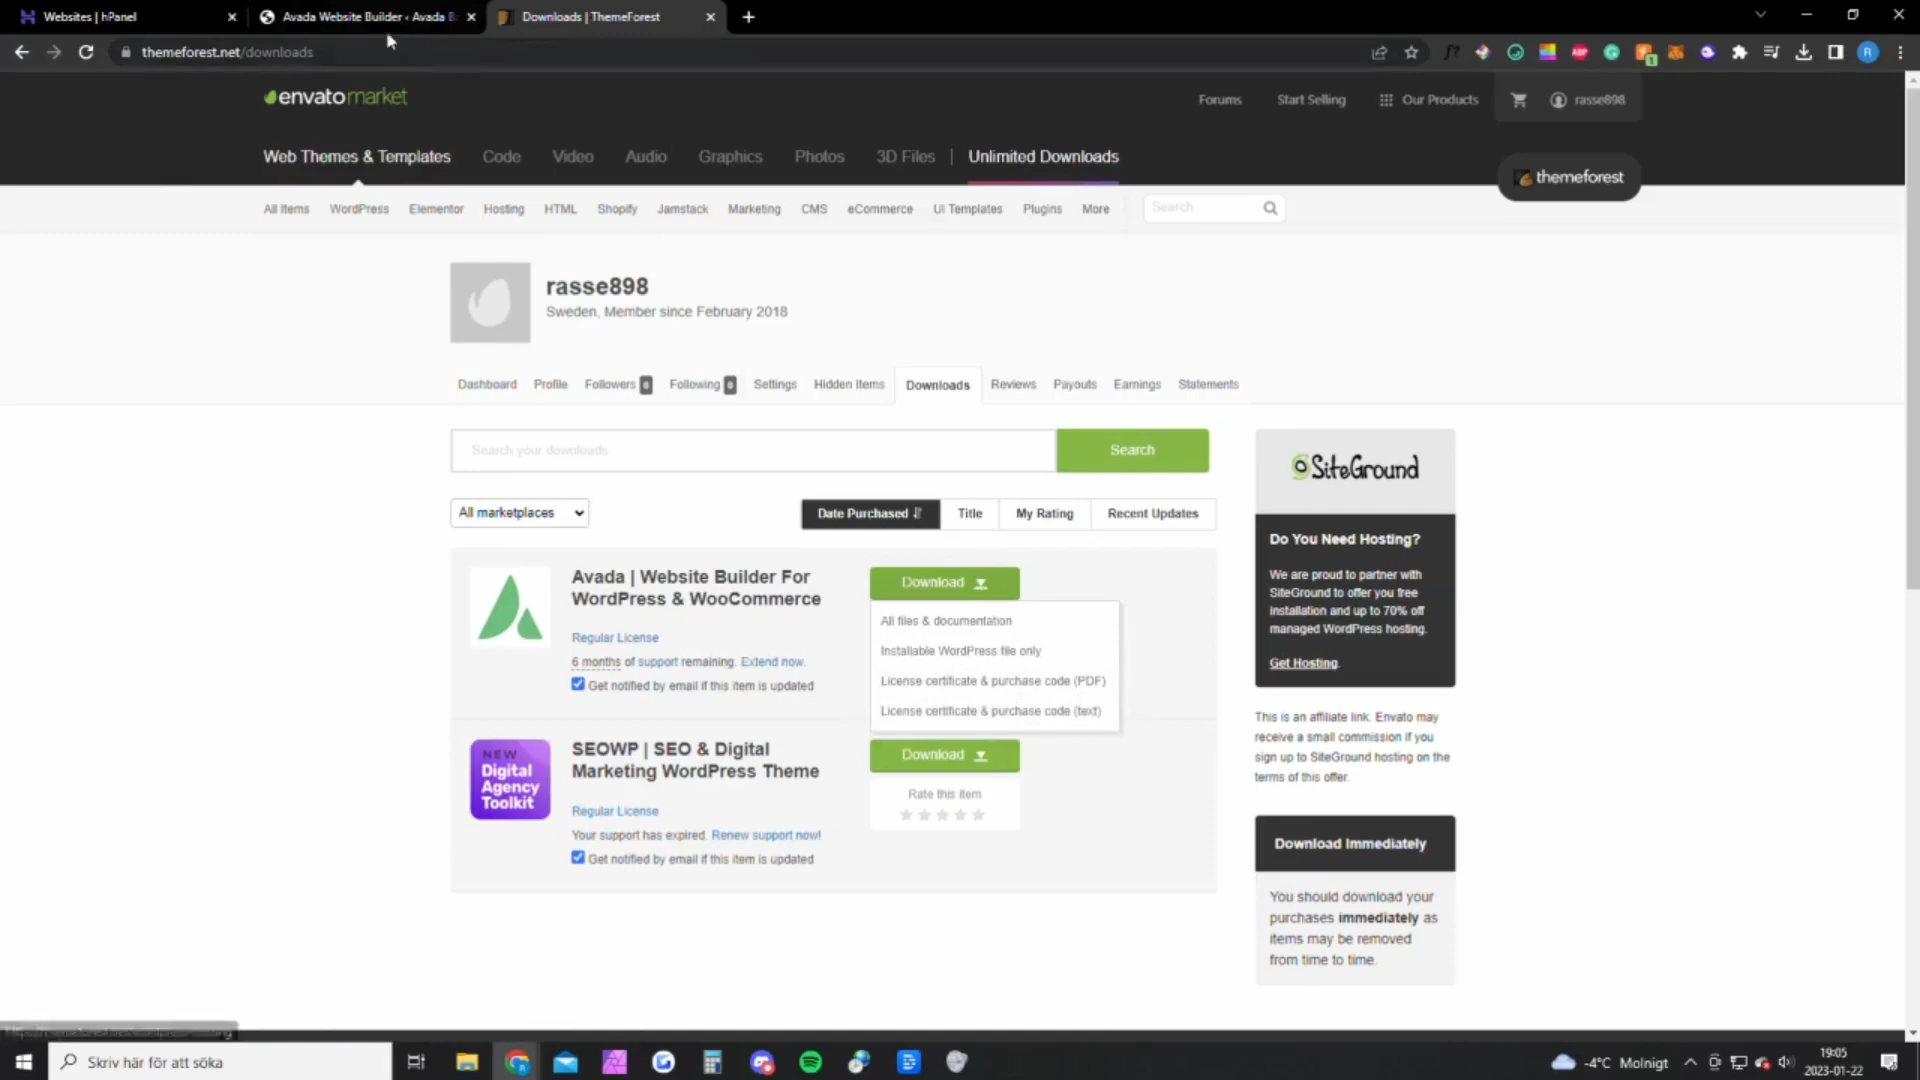 Websites | hPanel
Avada Website Builder ‹ Avada B
Downloads | ThemeForest
themeforest.net/downloads
envato market
Forums
Start Selling
Our Products
rasse898
Web Themes & Templates
Code
Video
Audio
Graphics
Photos
3D Files
Unlimited Downloads
themeforest
All Items
WordPress
Elementor
Hosting
HTML
Shopify
Jamstack
Marketing
CMS
eCommerce
UI Templates
Plugins
More
Search
rasse898
Sweden, Member since February 2018
Dashboard
Profile
Followers 0
Following 0
Settings
Hidden Items
Downloads
Reviews
Payouts
Earnings
Statements
Search your downloads
Search
All marketplaces
Date Purchased
Title
My Rating
Recent Updates
Avada | Website Builder For
WordPress & WooCommerce
Regular License
6 months of support remaining. Extend now.
Get notified by email if this item is updated
Download
All files & documentation
Installable WordPress file only
License certificate & purchase code (PDF)
License certificate & purchase code (text)
NEW
Digital
Agency
Toolkit
SEOWP | SEO & Digital
Marketing WordPress Theme
Regular License
Your support has expired. Renew support now!
Get notified by email if this item is updated
Download
Rate this item
SiteGround
Do You Need Hosting?
We are proud to partner with
SiteGround to offer you free
installation and up to 70% off
managed WordPress hosting.
Get Hosting.
This is an affiliate link. Envato may
receive a small commission if you
sign up to SiteGround hosting on the
terms of this offer.
Download Immediately
You should download your
purchases immediately as
items may be removed
from time to time.
Skriv här för att söka
-4°C Molnigt
19:05
2023-01-22